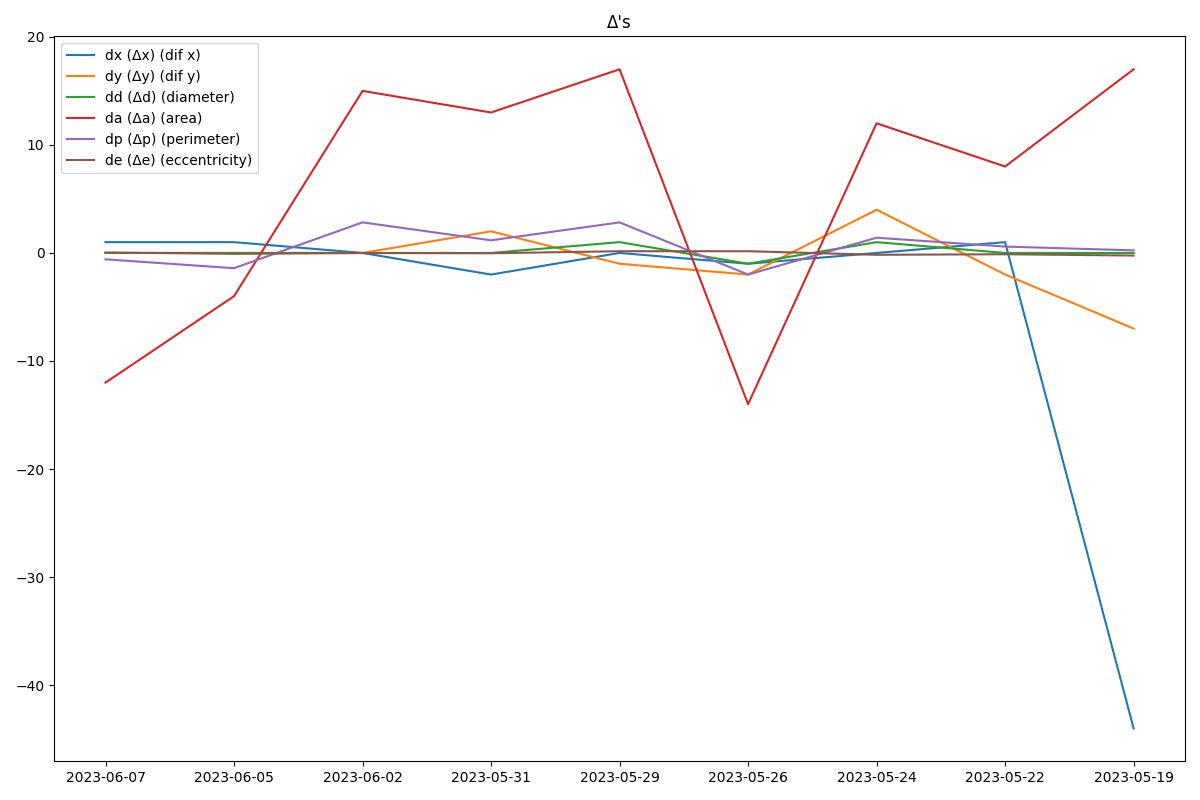 Δ's
dx (Δx) (dif x)
dy (Δy) (dif y)
dd (Δd) (diameter)
da (Δa) (area)
dp (Δp) (perimeter)
de (Δe) (eccentricity)
20
10
0
−10
−20
−30
−40
2023-06-07 2023-06-05 2023-06-02 2023-05-31 2023-05-29 2023-05-26 2023-05-24 2023-05-22 2023-05-19